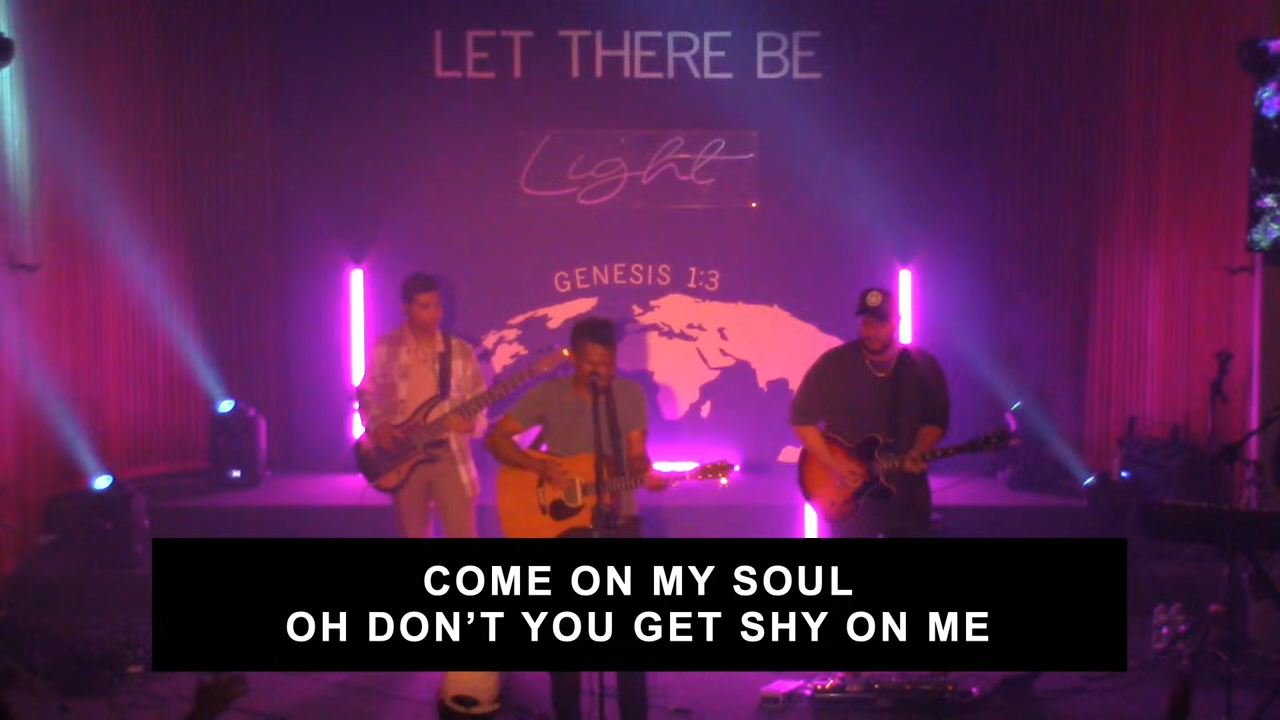 LET THERE BE
Light
GENESIS 1:3
COME ON MY SOUL
OH DON’T YOU GET SHY ON ME